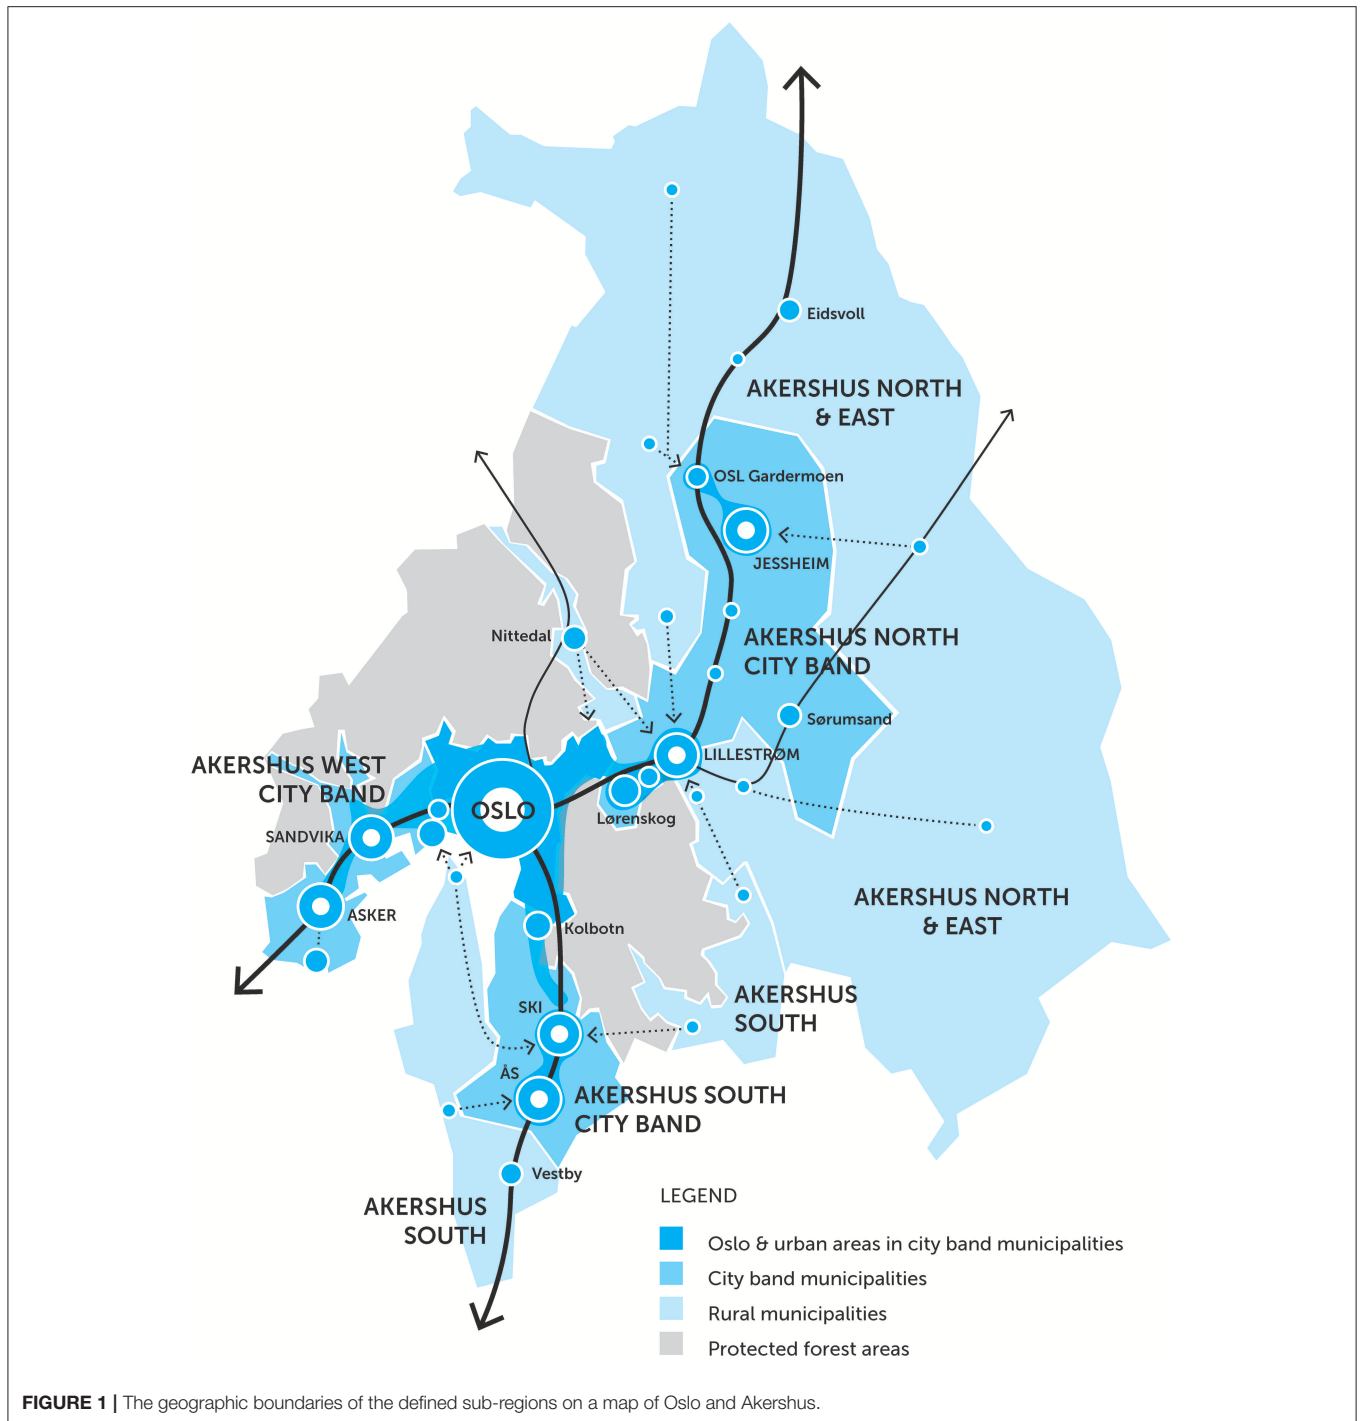 Eidsvoll
AKERSHUS NORTH
& EAST
OSL Gardermoen
JESSHEIM
Nittedal
AKERSHUS NORTH
CITY BAND
Sørumsand
LILLESTRØM
AKERSHUS WEST
CITY BAND
OSLO
Lørenskog
SANDVIKA
AKERSHUS NORTH
& EAST
ASKER
Kolbotn
AKERSHUS
SOUTH
SKI
ÅS
AKERSHUS SOUTH
CITY BAND
Vestby
AKERSHUS
SOUTH
LEGEND
Oslo & urban areas in city band municipalities
City band municipalities
Rural municipalities
Protected forest areas
FIGURE 1 | The geographic boundaries of the defined sub-regions on a map of Oslo and Akershus.